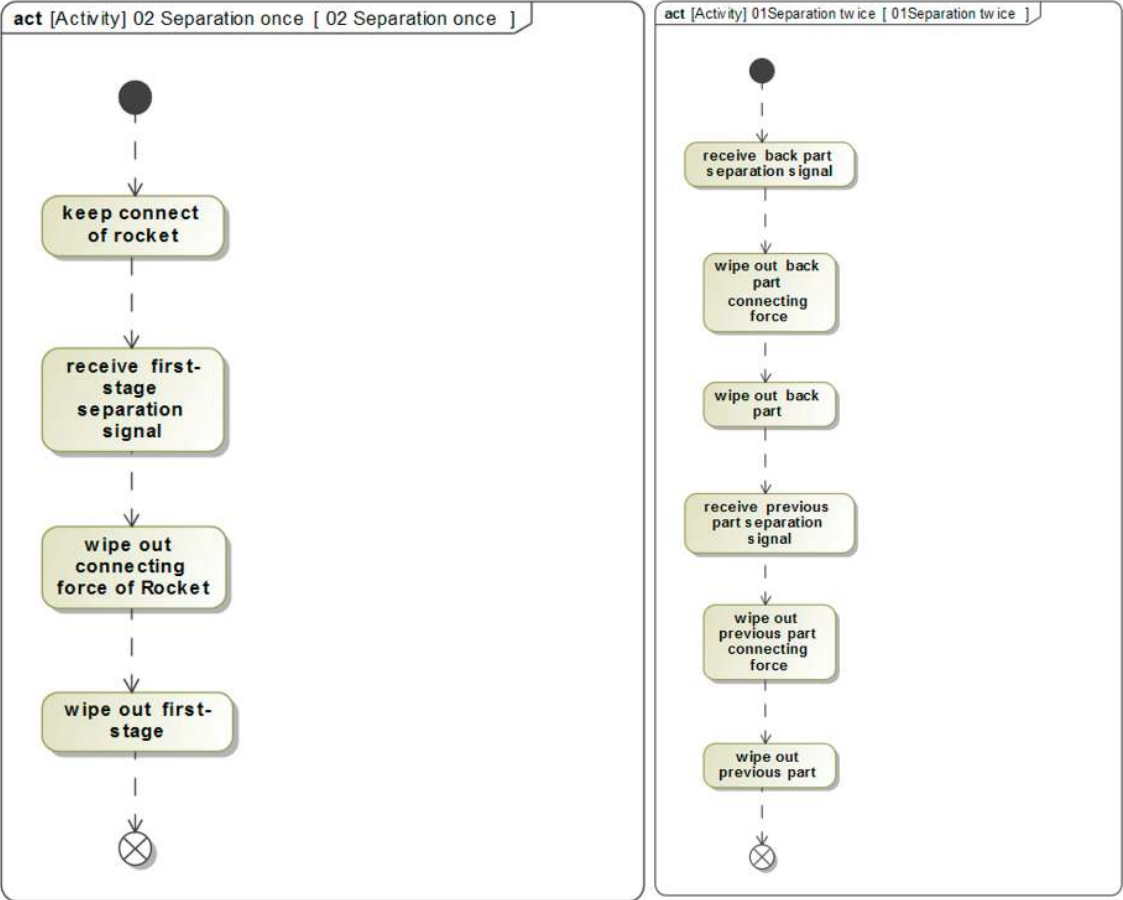 act [Activity] 02 Separation once [ 02 Separation once ]
keep connect
of rocket
receive first-
stage
separation
signal
wipe out
connecting
force of Rocket
wipe out first-
stage
act [Activity] 01Separation twice [ 01Separation twice ]
receive back part
separation signal
wipe out back
part
connecting
force
wipe out back
part
receive previous
part separation
signal
wipe out
previous part
connecting
force
wipe out
previous part